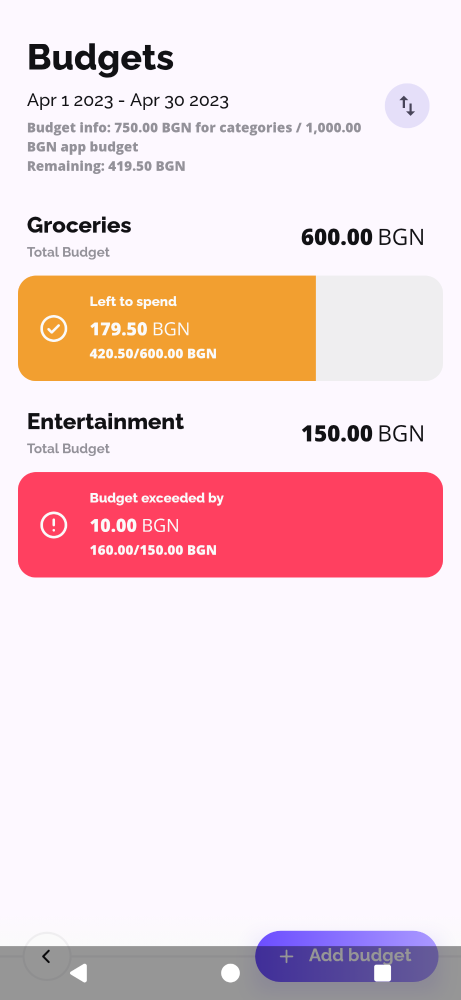 Budgets
Apr 1 2023 - Apr 30 2023
Budget info: 750.00 BGN for categories / 1,000.00
BGN app budget
Remaining: 419.50 BGN
Groceries
600.00 BGN
Total Budget
Left to spend
179.50 BGN
420.50/600.00 BGN
Entertainment
150.00 BGN
Total Budget
Budget exceeded by
10.00 BGN
160.00/150.00 BGN
+ Add budget